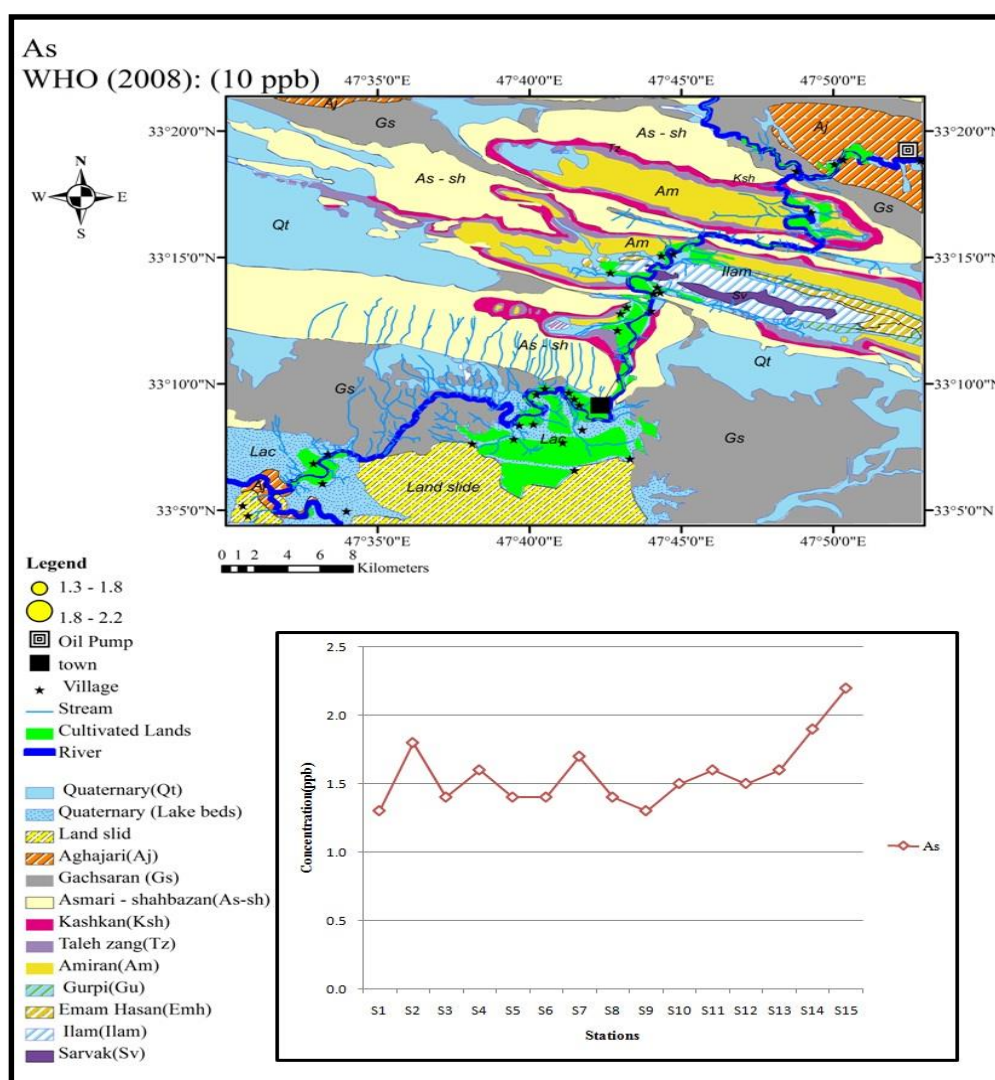 As
WHO (2008): (10 ppb)
47°35'0"E 47°40'0"E 47°45'0"E 47°50'0"E
N
W E
S
33°20'0"N 33°20'0"N
33°15'0"N 33°15'0"N
33°10'0"N 33°10'0"N
33°5'0"N 33°5'0"N
Aj
Gs
As - sh
Aj
Tz
As - sh
Am
Ksh
Gs
Qt
Am
Ilam
Sv
As - sh
Qt
Gs
Gs
Lac
Lac
Land slide
47°35'0"E 47°40'0"E 47°45'0"E 47°50'0"E
0 1 2 4 6 8
Kilometers
Legend
1.3 - 1.8
1.8 - 2.2
Oil Pump
town
Village
Stream
Cultivated Lands
River
Quaternary(Qt)
Quaternary (Lake beds)
Land slid
Aghajari(Aj)
Gachsaran (Gs)
Asmari - shahbazan(As-sh)
Kashkan(Ksh)
Taleh zang(Tz)
Amiran(Am)
Gurpi(Gu)
Emam Hasan(Emh)
Ilam(Ilam)
Sarvak(Sv)
2.5
2.0
1.5
1.0
0.5
0.0
Concentration(ppb)
S1 S2 S3 S4 S5 S6 S7 S8 S9 S10 S11 S12 S13 S14 S15
Stations
As